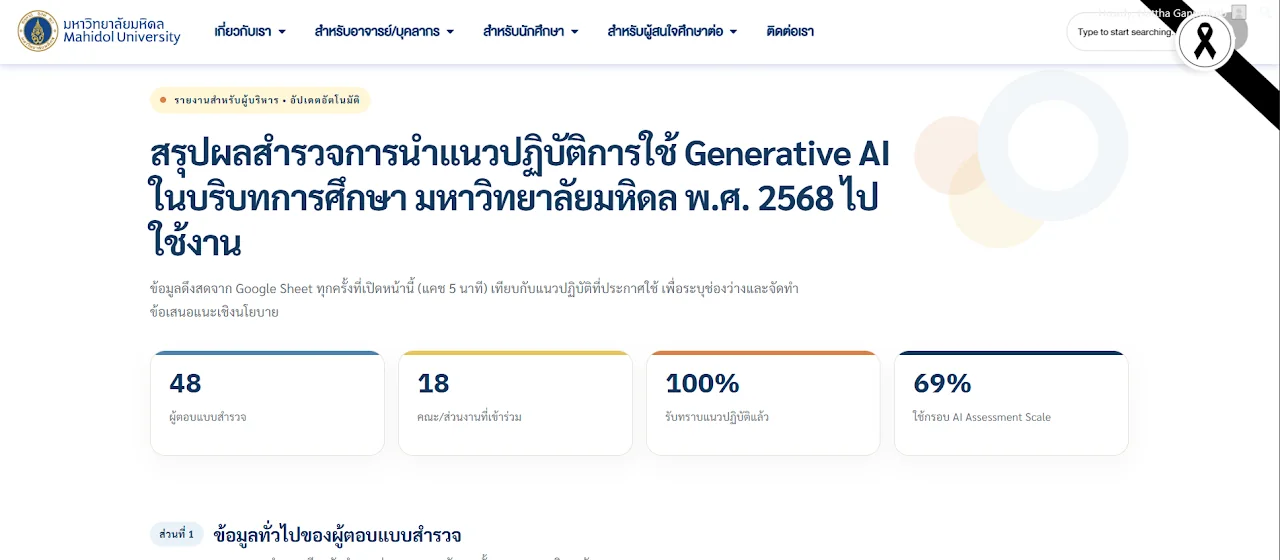 มหาวิทยาลัยมหิดล
Mahidol University
เกี่ยวกับเรา
สำหรับอาจารย์/บุคลากร
สำหรับนักศึกษา
สำหรับผู้สนใจศึกษาต่อ
ติดต่อเรา
Type to start searching.
รายงานสำหรับผู้บริหาร • อัปเดตอัตโนมัติ
สรุปผลสำรวจการนำแนวปฏิบัติการใช้ Generative AI
ในบริบทการศึกษา มหาวิทยาลัยมหิดล พ.ศ. 2568 ไป
ใช้งาน
ข้อมูลดึงสดจาก Google Sheet ทุกครั้งที่เปิดหน้านี้ (แคช 5 นาที) เทียบกับแนวปฏิบัติที่ประกาศใช้ เพื่อระบุช่องว่างและจัดทำ
ข้อเสนอแนะเชิงนโยบาย
48
ผู้ตอบแบบสำรวจ
18
คณะ/ส่วนงานที่เข้าร่วม
100%
รับทราบแนวปฏิบัติแล้ว
69%
ใช้กรอบ AI Assessment Scale
ส่วนที่ 1
ข้อมูลทั่วไปของผู้ตอบแบบสำรวจ